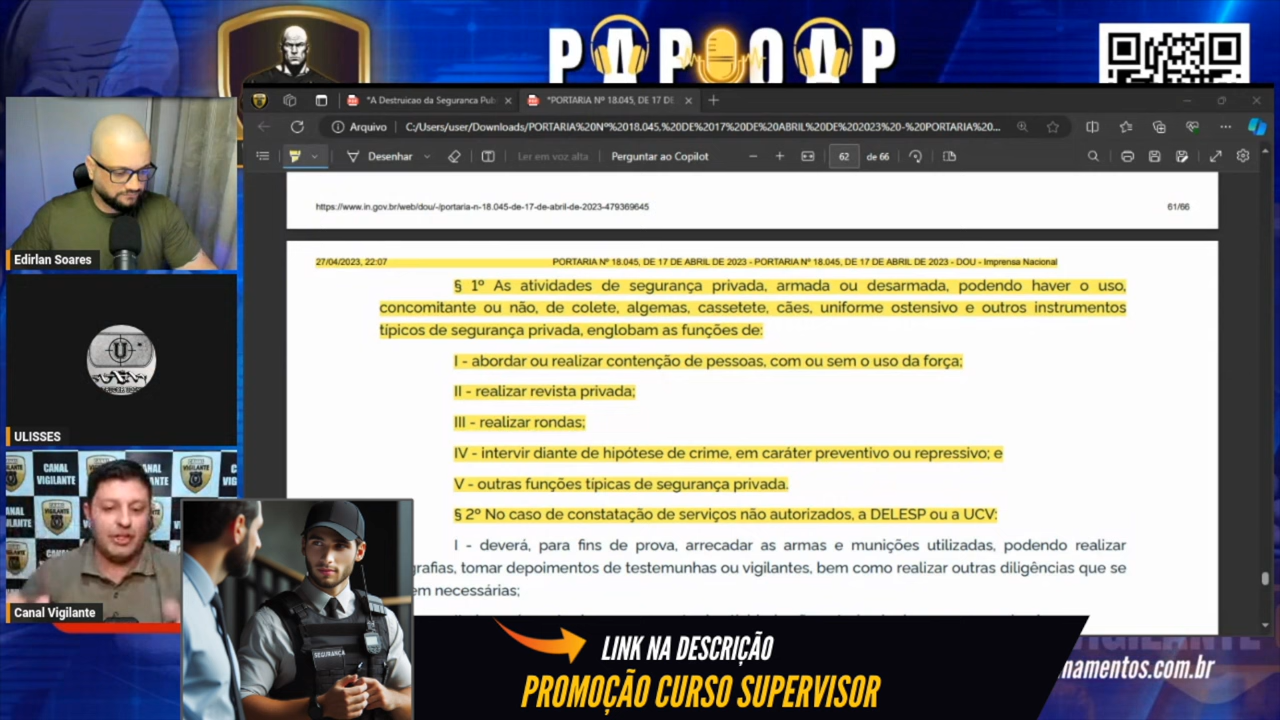 PAPOQAP
"A Destruicao da Seguranca Pub
"PORTARIA Nº 18.045, DE 17 DE
Arquivo
C:/Users/user/Downloads/PORTARIA%20Nº%2018.045,%20DE%2017%20DE%20ABRIL%20DE%202023%20-%20PORTARIA%20...
Desenhar
Ler em voz alta
Perguntar ao Copilot
62
de 66
https://www.in.gov.br/web/dou/-/portaria-n-18.045-de-17-de-abril-de-2023-479369645
61/66
27/04/2023, 22:07
PORTARIA Nº 18.045, DE 17 DE ABRIL DE 2023 - PORTARIA Nº 18.045, DE 17 DE ABRIL DE 2023 - DOU - Imprensa Nacional
§ 1º As atividades de segurança privada, armada ou desarmada, podendo haver o uso,
concomitante ou não, de colete, algemas, cassetete, cães, uniforme ostensivo e outros instrumentos
típicos de segurança privada, englobam as funções de:
I - abordar ou realizar contenção de pessoas, com ou sem o uso da força;
II - realizar revista privada;
III - realizar rondas;
IV - intervir diante de hipótese de crime, em caráter preventivo ou repressivo; e
V - outras funções típicas de segurança privada.
§ 2º No caso de constatação de serviços não autorizados, a DELESP ou a UCV:
I - deverá, para fins de prova, arrecadar as armas e munições utilizadas, podendo realizar
grafias, tomar depoimentos de testemunhas ou vigilantes, bem como realizar outras diligências que se
em necessárias;
Edirlan Soares
U
ULISSES
CANAL
VIGILANTE
Canal Vigilante
SEGURANÇA
LINK NA DESCRIÇÃO
PROMOÇÃO CURSO SUPERVISOR
VIGILANTE
namentos.com.br